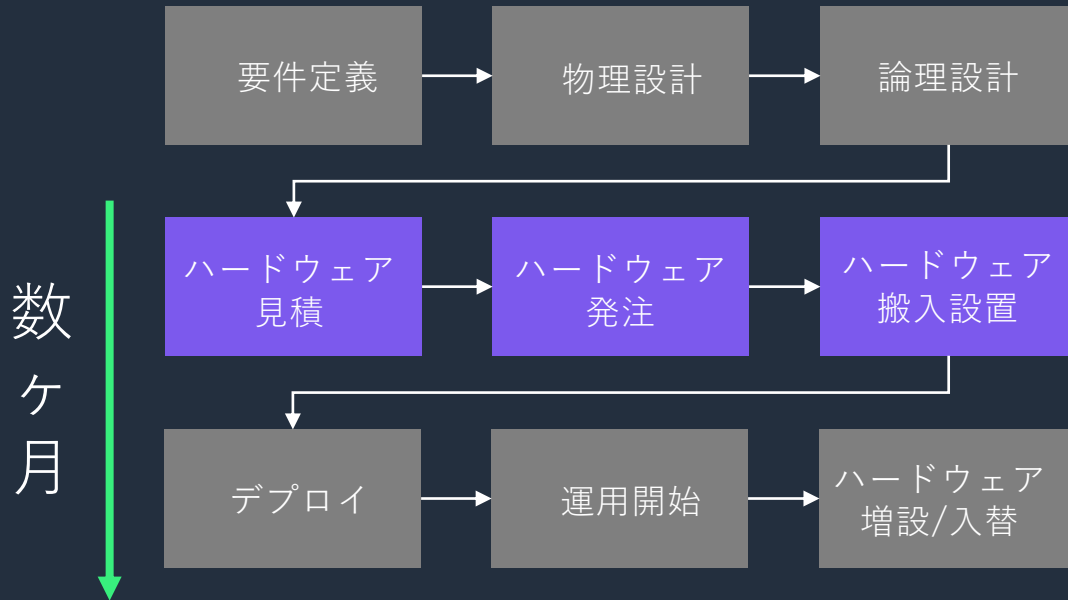 要件定義
物理設計
論理設計
数ヶ月
ハードウェア
見積
ハードウェア
発注
ハードウェア
搬入設置
デプロイ
運用開始
ハードウェア
増設/入替